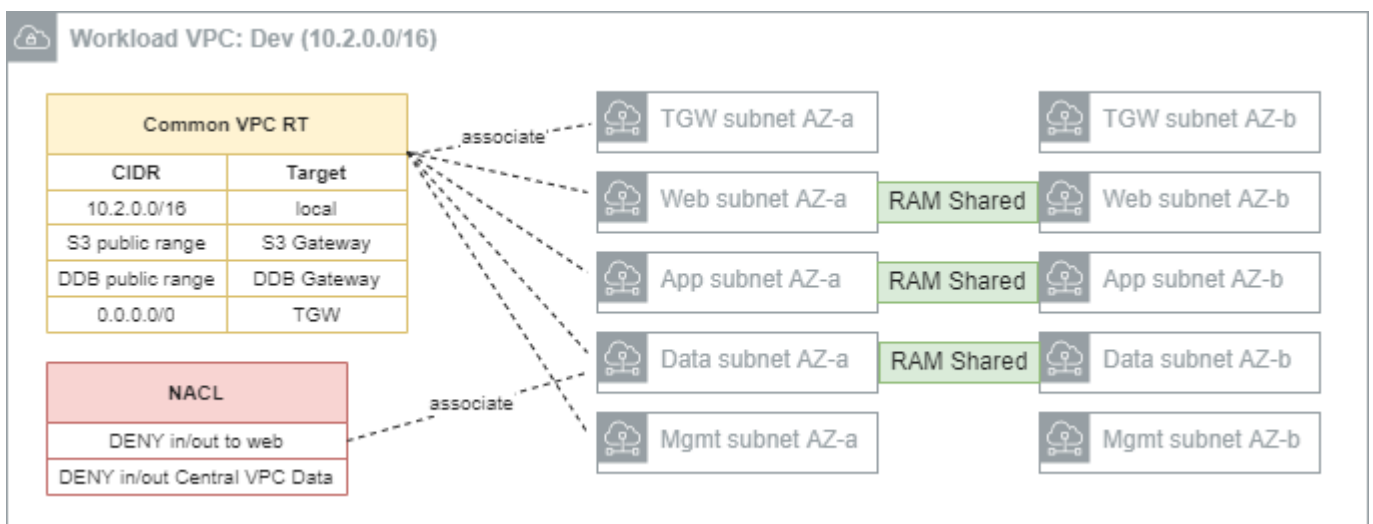 Workload VPC: Dev (10.2.0.0/16)
Common VPC RT
CIDR Target
10.2.0.0/16 local
S3 public range S3 Gateway
DDB public range DDB Gateway
0.0.0.0/0 TGW
NACL
DENY in/out to web
DENY in/out Central VPC Data
associate
associate
TGW subnet AZ-a
TGW subnet AZ-b
Web subnet AZ-a
RAM Shared
Web subnet AZ-b
App subnet AZ-a
RAM Shared
App subnet AZ-b
Data subnet AZ-a
RAM Shared
Data subnet AZ-b
Mgmt subnet AZ-a
Mgmt subnet AZ-b